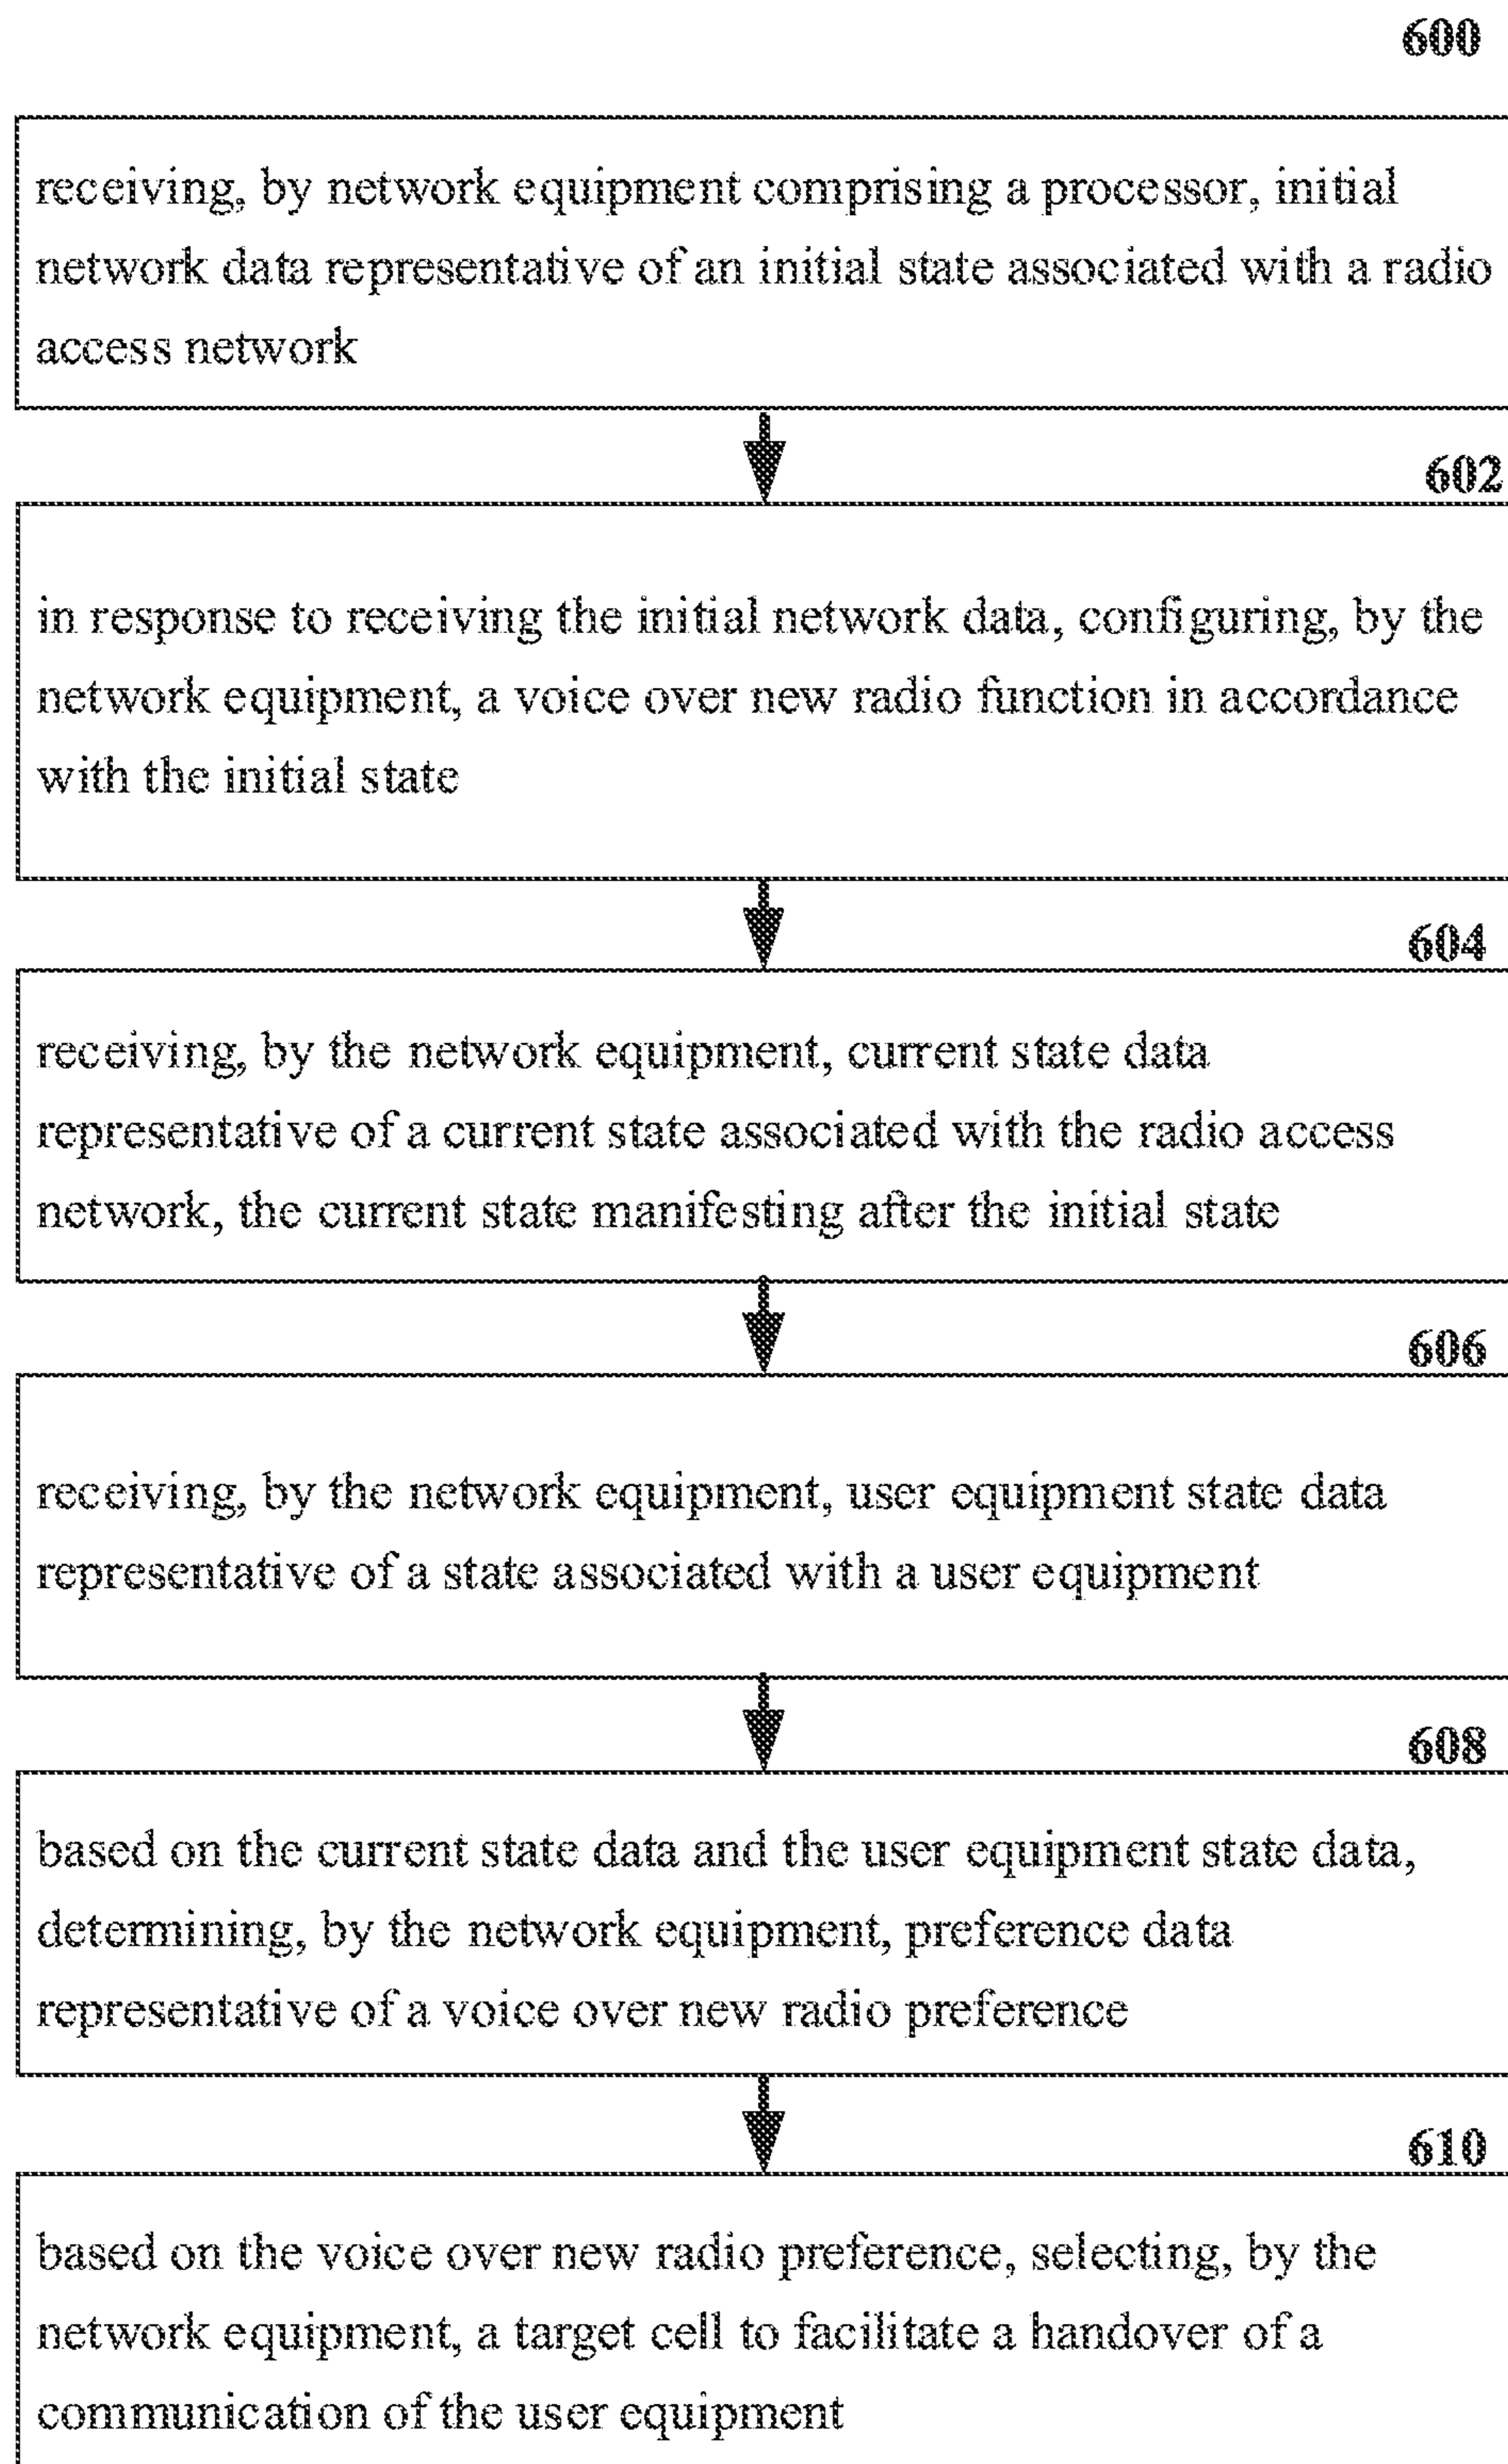 600
receiving, by network equipment comprising a processor, initial
network data representative of an initial state associated with a radio
access network
602
in response to receiving the initial network data, configuring, by the
network equipment, a voice over new radio function in accordance
with the initial state
604
receiving, by the network equipment, current state data
representative of a current state associated with the radio access
network, the current state manifesting after the initial state
606
receiving, by the network equipment, user equipment state data
representative of a state associated with a user equipment
608
based on the current state data and the user equipment state data,
determining, by the network equipment, preference data
representative of a voice over new radio preference
610
based on the voice over new radio preference, selecting, by the
network equipment, a target cell to facilitate a handover of a
communication of the user equipment